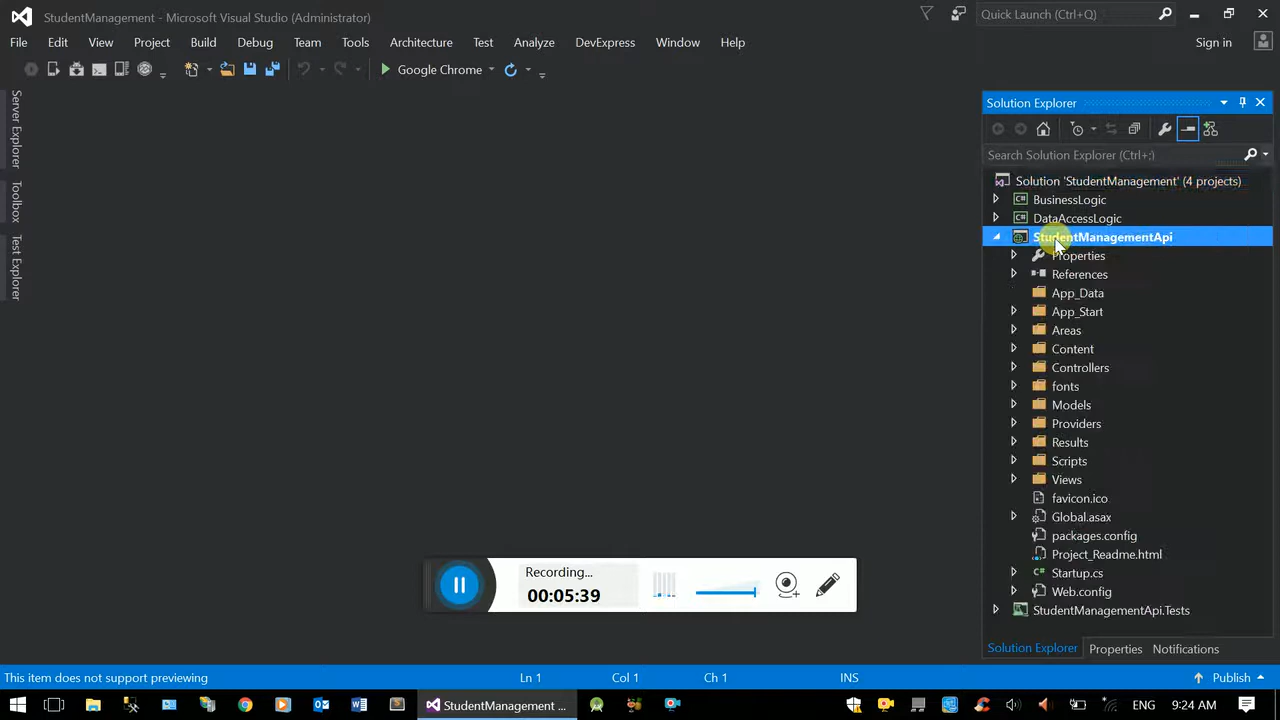 StudentManagement - Microsoft Visual Studio (Administrator)
Quick Launch (Ctrl+Q)
File Edit View Project Build Debug Team Tools Architecture Test Analyze DevExpress Window Help
Sign in
Google Chrome
Server Explorer
Toolbox
Test Explorer
Solution Explorer
Search Solution Explorer (Ctrl+;)
Solution 'StudentManagement' (4 projects)
BusinessLogic
DataAccessLogic
StudentManagementApi
Properties
References
App_Data
App_Start
Areas
Content
Controllers
fonts
Models
Providers
Results
Scripts
Views
favicon.ico
Global.asax
packages.config
Project_Readme.html
Startup.cs
Web.config
StudentManagementApi.Tests
Recording...
00:05:39
Solution Explorer Properties Notifications
This item does not support previewing
Ln 1 Col 1 Ch 1 INS
Publish
StudentManagement ...
ENG 9:24 AM